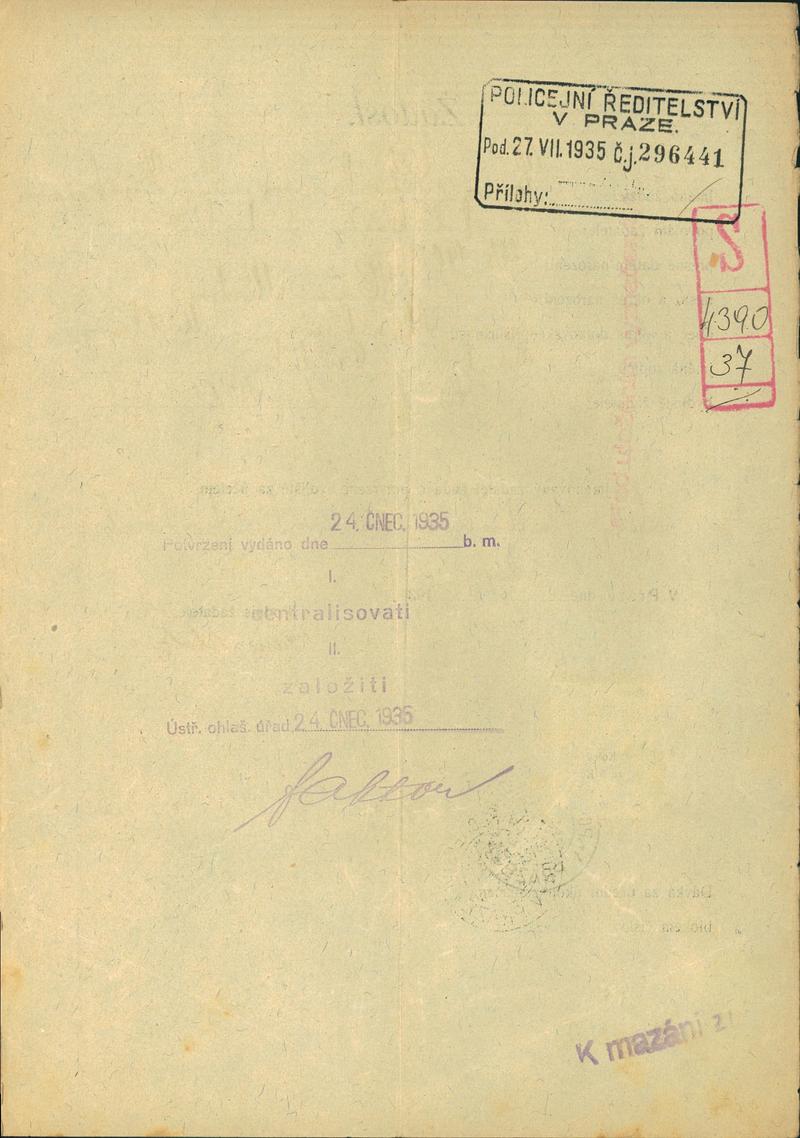 POLICEJNÍ ŘEDITELSTVÍ
V PRAZE.
Pod. 27. VII. 1935 Č.j. 296441
Přílohy:
Š
4390
37
24. ČNEC. 1935
Potvrzení vydáno dne b. m.
I.
centralisovati
II.
založiti
Ústř. ohlaš. úřad 24. ČNEC. 1935
K mazání